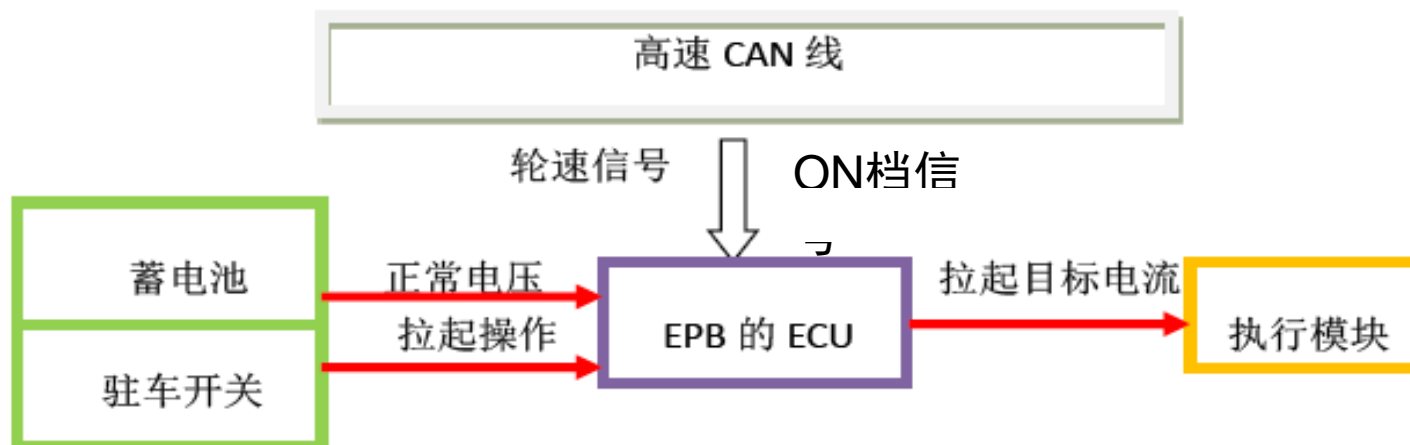 高速 CAN 线
轮速信号
ON档信
蓄电池
正常电压
拉起目标电流
拉起操作
EPB 的 ECU
执行模块
驻车开关